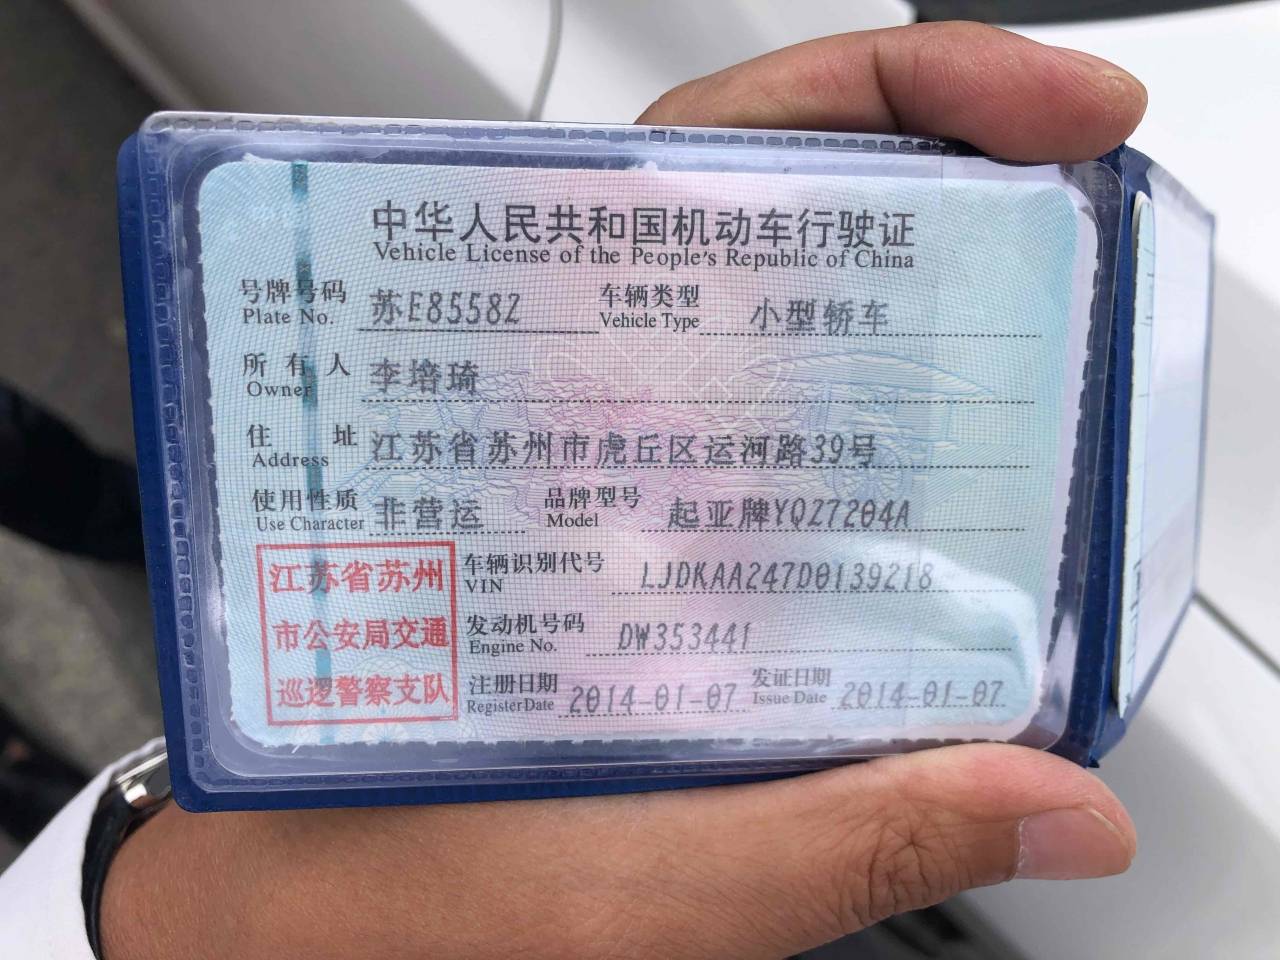 中华人民共和国机动车行驶证
Vehicle License of the People's Republic of China
号牌号码 苏E8558Z 车辆类型 小型轿车
Plate No. Vehicle Type
所有人 李培琦
Owner
住址 江苏省苏州市虎丘区运河路39号
Address
使用性质 非营运 品牌型号 起亚牌YQZ7204A
Use Character Model
江苏省苏州
市公安局交通
巡逻警察支队
车辆识别代号 LJDKAA247D0139218
VIN
发动机号码 DW353441
Engine No.
注册日期 2014-01-07 发证日期 2014-01-07
Register Date Issue Date